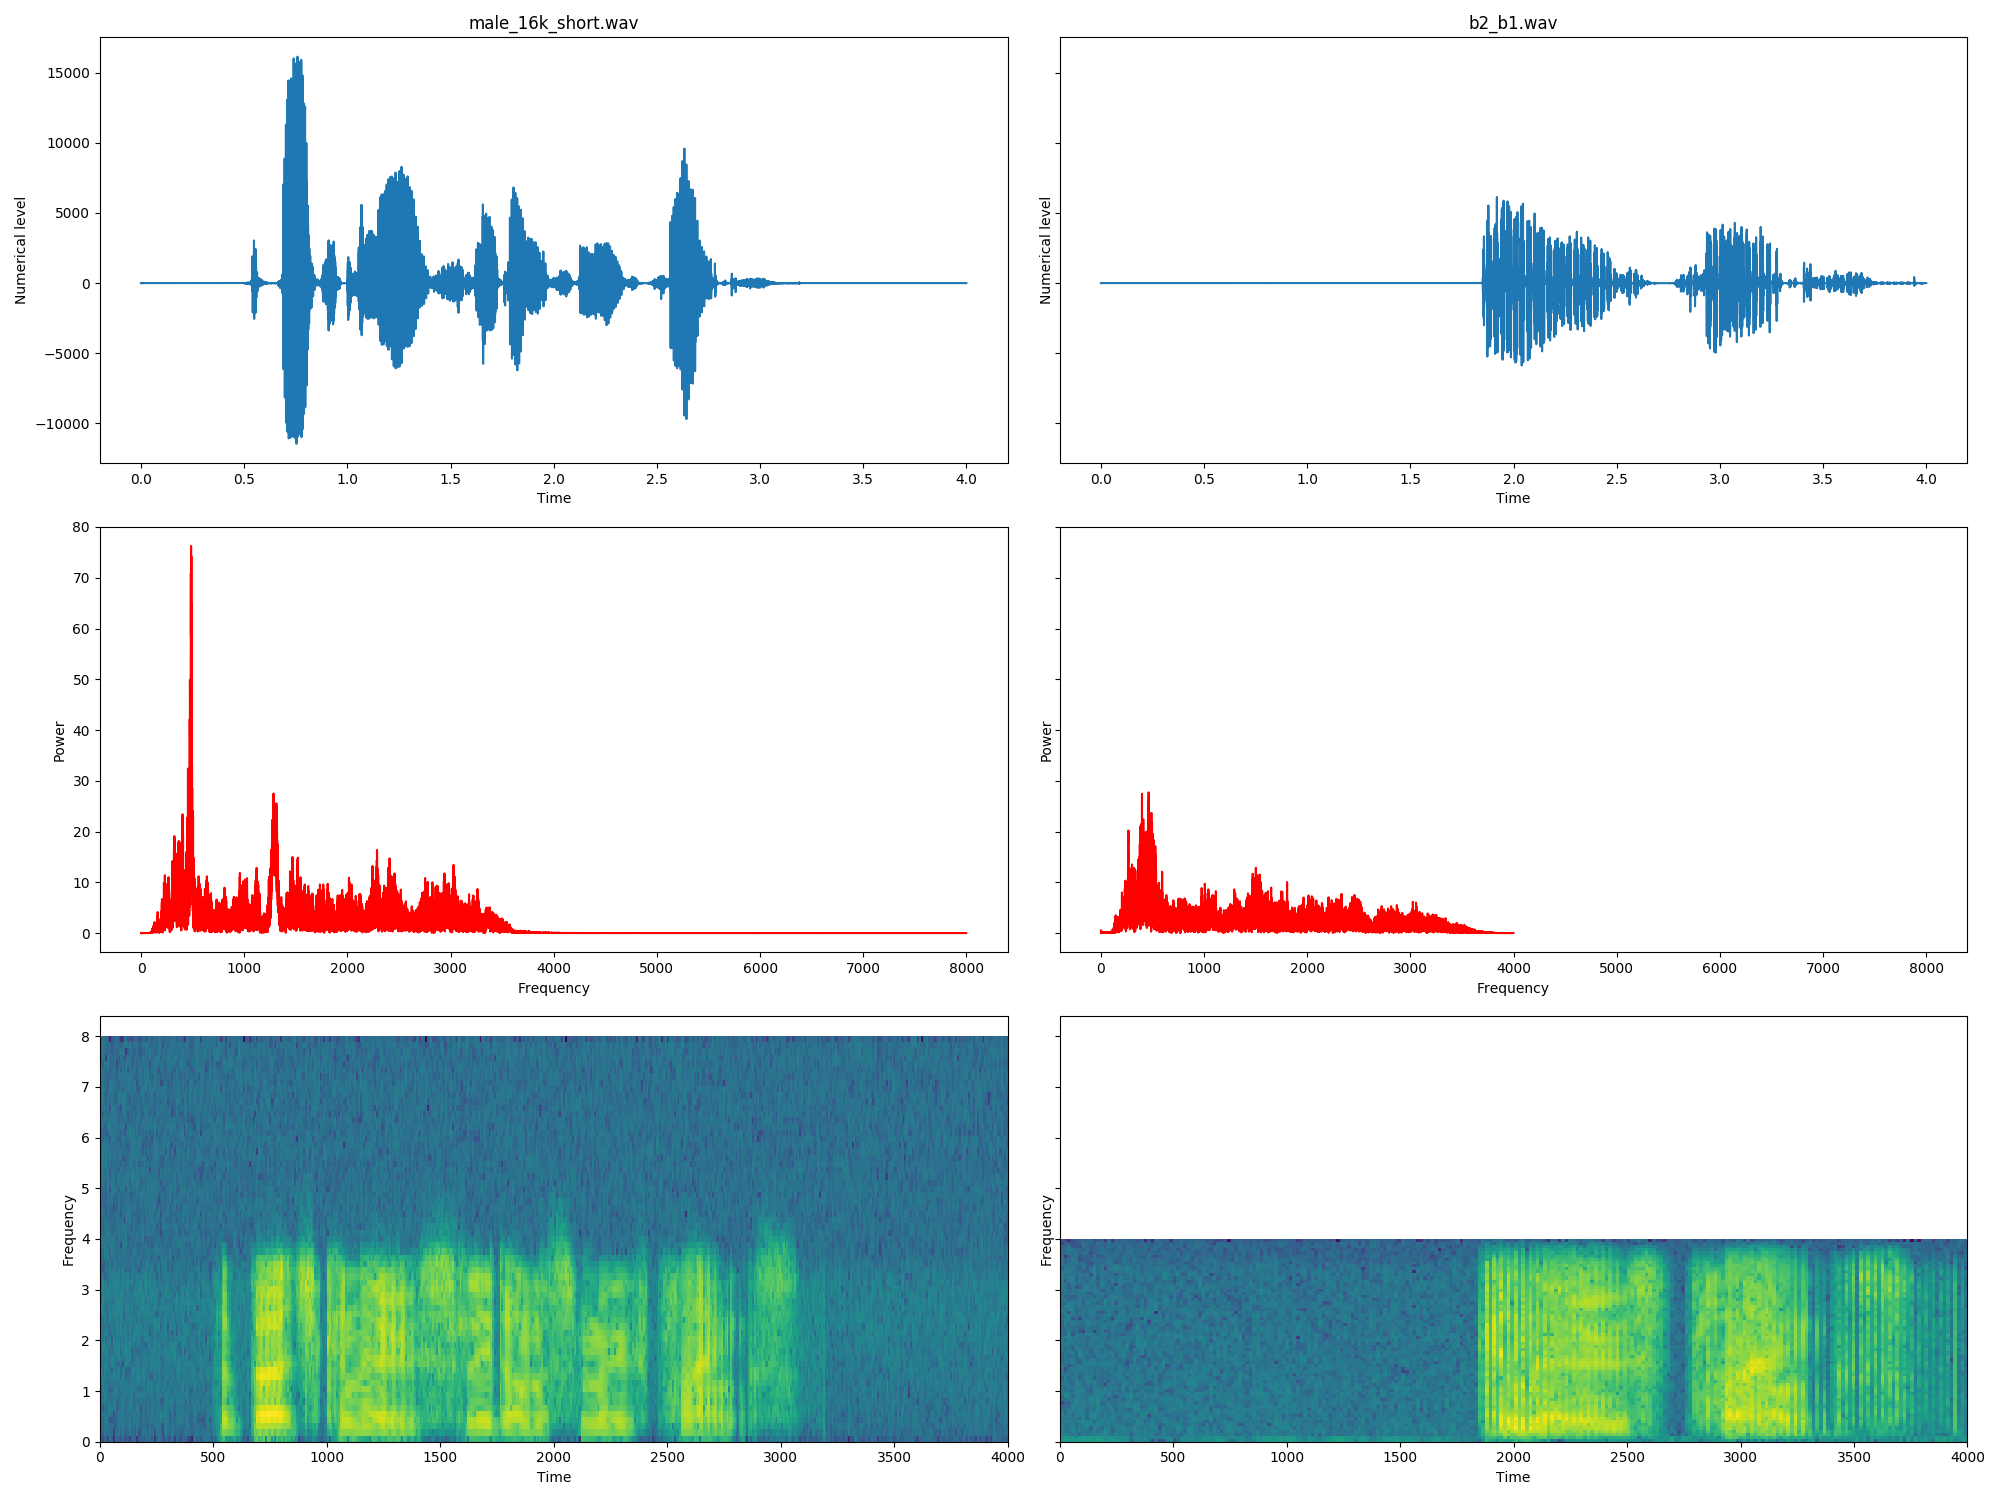 male_16k_short.wav
b2_b1.wav
15000
10000
5000
0
−5000
−10000
Numerical level
Numerical level
0.0 0.5 1.0 1.5 2.0 2.5 3.0 3.5 4.0
0.0 0.5 1.0 1.5 2.0 2.5 3.0 3.5 4.0
Time
Time
80
70
60
50
40
30
20
10
0
Power
Power
0 1000 2000 3000 4000 5000 6000 7000 8000
0 1000 2000 3000 4000 5000 6000 7000 8000
Frequency
Frequency
8
7
6
5
4
3
2
1
0
Frequency
Frequency
0 500 1000 1500 2000 2500 3000 3500 4000
0 500 1000 1500 2000 2500 3000 3500 4000
Time
Time